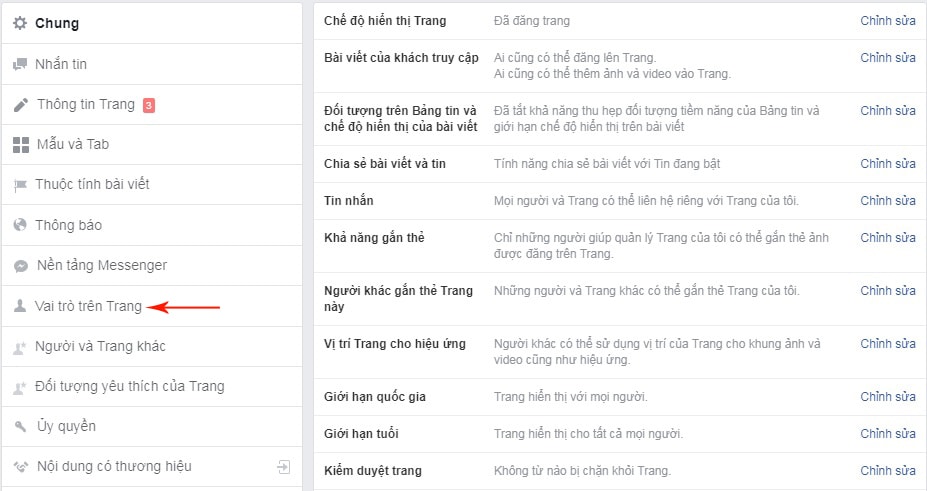 Chung
Nhắn tin
Thông tin Trang 3
Mẫu và Tab
Thuộc tính bài viết
Thông báo
Nền tảng Messenger
Vai trò trên Trang
Người và Trang khác
Đối tượng yêu thích của Trang
Ủy quyền
Nội dung có thương hiệu
Chế độ hiển thị Trang Đã đăng trang Chỉnh sửa
Bài viết của khách truy cập Ai cũng có thể đăng lên Trang. Chỉnh sửa
Ai cũng có thể thêm ảnh và video vào Trang.
Đối tượng trên Bảng tin và Đã tắt khả năng thu hẹp đối tượng tiềm năng của Bảng tin và Chỉnh sửa
chế độ hiển thị của bài viết giới hạn chế độ hiển thị trên bài viết
Chia sẻ bài viết và tin Tính năng chia sẻ bài viết với Tin đang bật Chỉnh sửa
Tin nhắn Mọi người và Trang có thể liên hệ riêng với Trang của tôi. Chỉnh sửa
Khả năng gắn thẻ Chỉ những người giúp quản lý Trang của tôi có thể gắn thẻ ảnh Chỉnh sửa
được đăng trên Trang.
Người khác gắn thẻ Trang Những người và Trang khác có thể gắn thẻ Trang của tôi. Chỉnh sửa
này
Vị trí Trang cho hiệu ứng Người khác có thể sử dụng vị trí của Trang cho khung ảnh và Chỉnh sửa
video cũng như hiệu ứng.
Giới hạn quốc gia Trang hiển thị với mọi người. Chỉnh sửa
Giới hạn tuổi Trang hiển thị cho tất cả mọi người. Chỉnh sửa
Kiểm duyệt trang Không từ nào bị chặn khỏi Trang. Chỉnh sửa